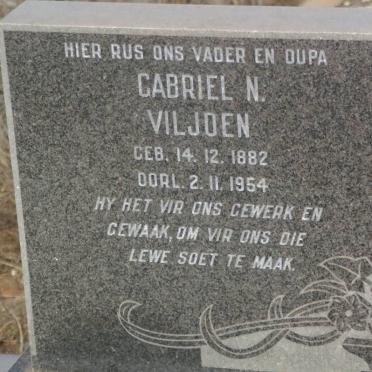 HIER RUS ONS VADER EN OUPA
GABRIEL N.
VILJOEN
GEB. 14. 12. 1882
OORL. 2. 11. 1954
HY HET VIR ONS GEWERK EN
GEWAAK, OM VIR ONS DIE
LEWE SOET TE MAAK.